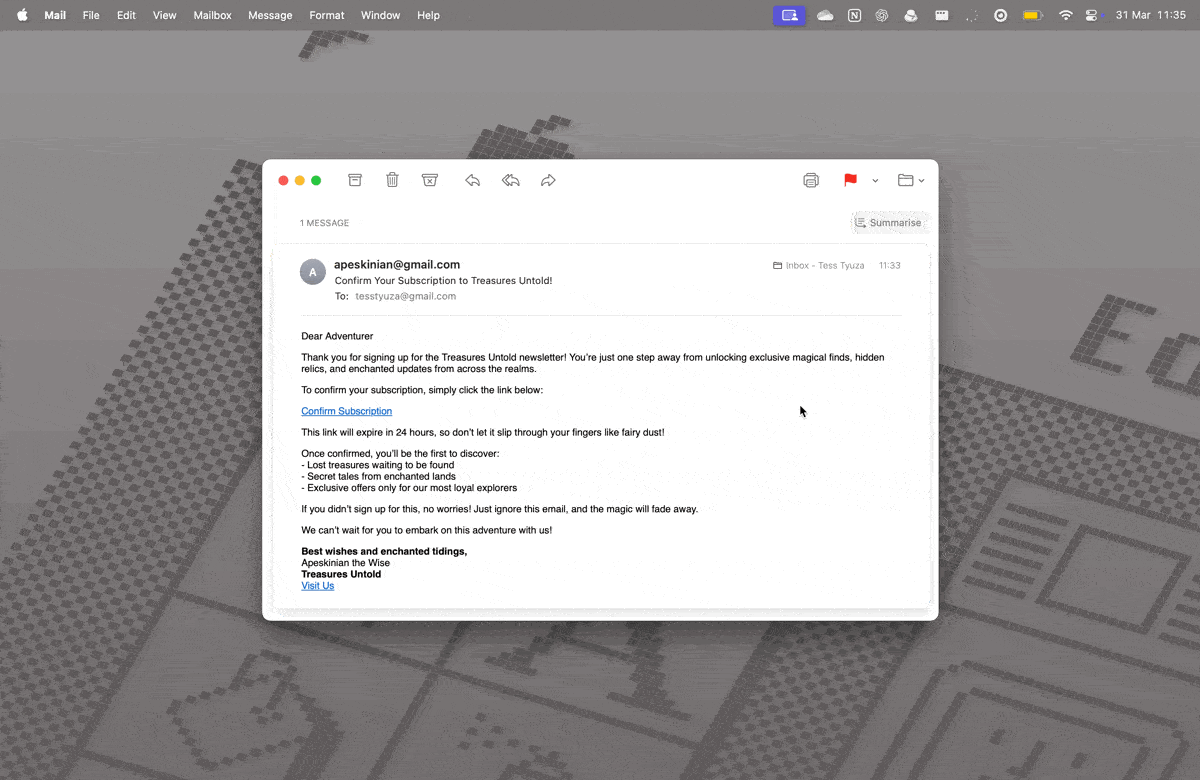 Mail File Edit View Mailbox Message Format Window Help 31 Mar 11:35
1 MESSAGE
Summarise
A
apeskinian@gmail.com
Inbox - Tess Tyuza 11:33
Confirm Your Subscription to Treasures Untold!
To: tesstyuza@gmail.com
Dear Adventurer
Thank you for signing up for the Treasures Untold newsletter! You're just one step away from unlocking exclusive magical finds, hidden
relics, and enchanted updates from across the realms.
To confirm your subscription, simply click the link below:
Confirm Subscription
This link will expire in 24 hours, so don't let it slip through your fingers like fairy dust!
Once confirmed, you'll be the first to discover:
- Lost treasures waiting to be found
- Secret tales from enchanted lands
- Exclusive offers only for our most loyal explorers
If you didn't sign up for this, no worries! Just ignore this email, and the magic will fade away.
We can't wait for you to embark on this adventure with us!
Best wishes and enchanted tidings,
Apeskinian the Wise
Treasures Untold
Visit Us